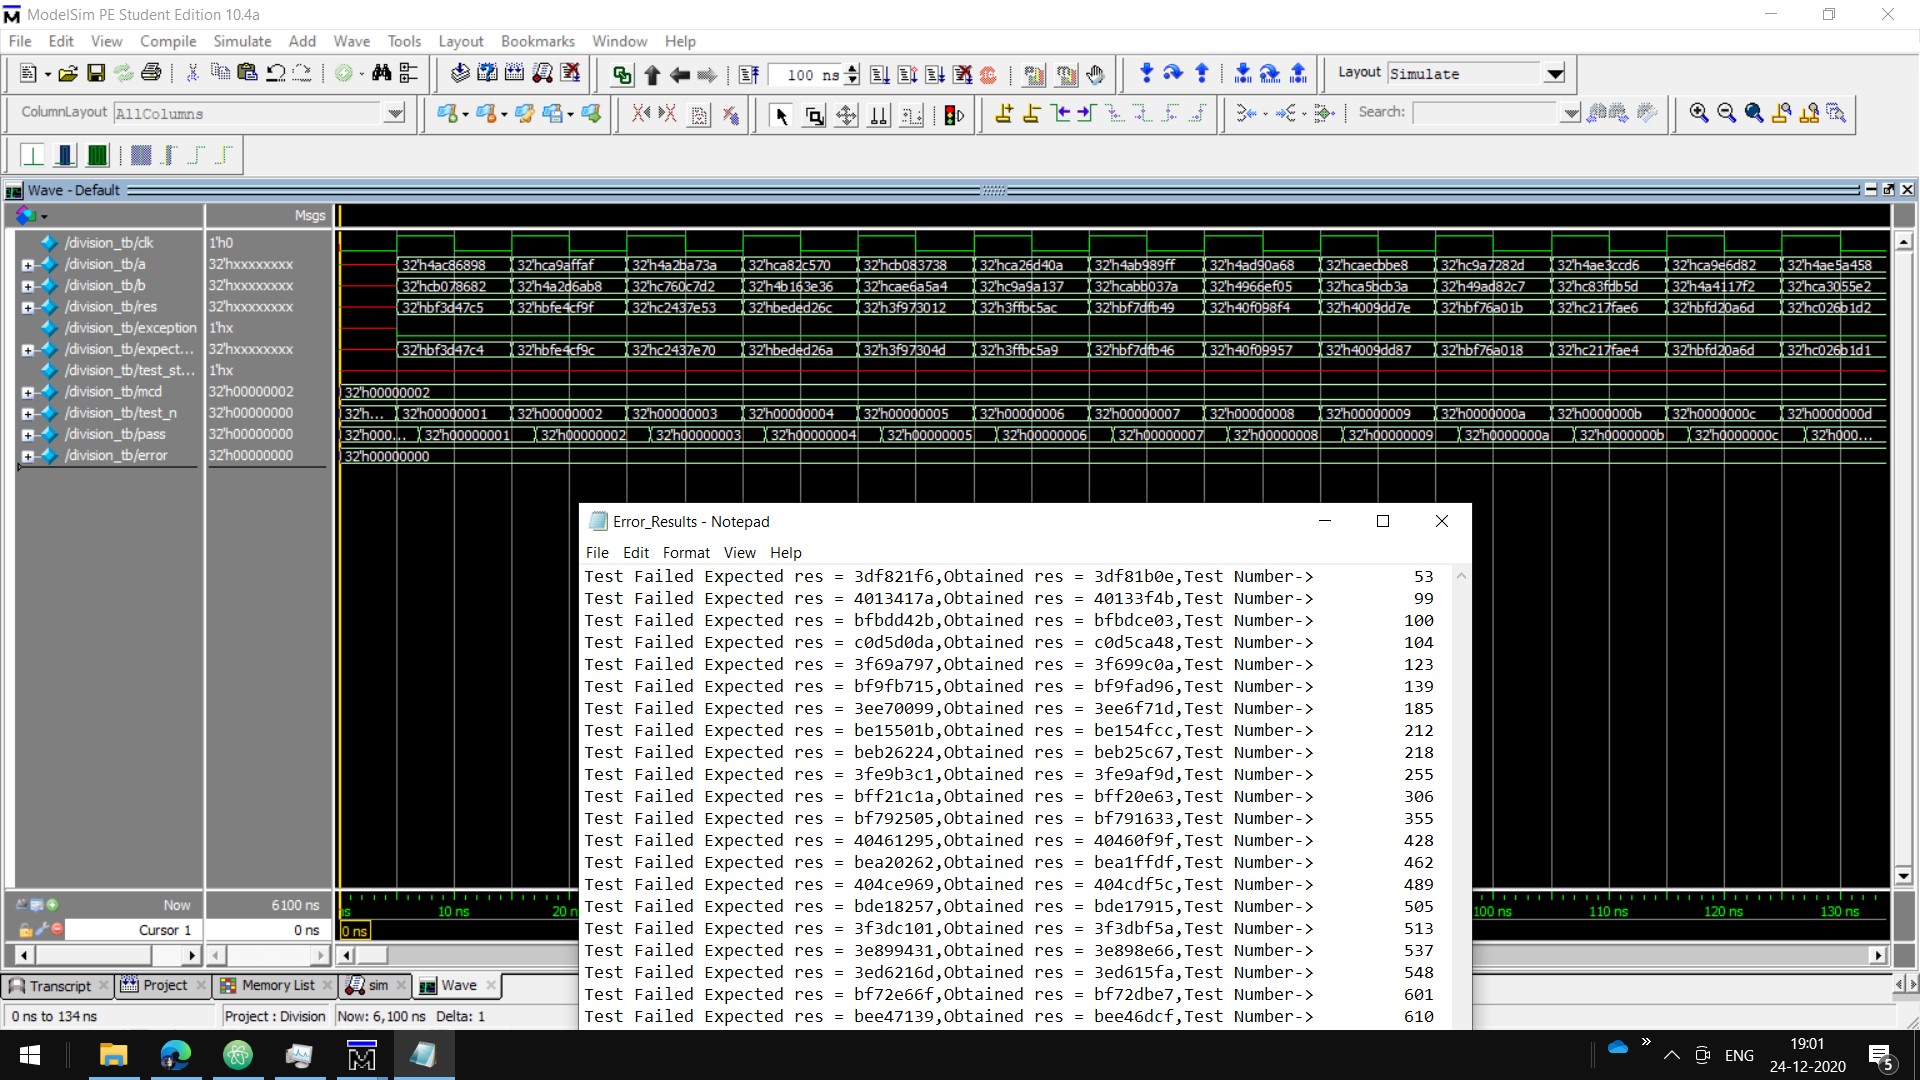 ModelSim PE Student Edition 10.4a
File Edit View Compile Simulate Add Wave Tools Layout Bookmarks Window Help
100 ns Layout Simulate
ColumnLayout AllColumns Search:
Wave - Default
Msgs
/division_tb/clk 1'h0
/division_tb/a 32'hxxxxxxxx 32'h4ac86898 32'hca9affaf 32'h4a2ba73a 32'hca82c570 32'hcb083738 32'hca26d40a 32'h4ab989ff 32'h4ad90a68 32'hcaecbbe8 32'hc9a7282d 32'h4ae3ccd6 32'hca9e6d82 32'h4ae5a458
/division_tb/b 32'hxxxxxxxx 32'hcb078682 32'h4a2d6ab8 32'hc760c7d2 32'h4b163e36 32'hcae6a5a4 32'hc9a9a137 32'hcabb037a 32'h4966ef05 32'hca5bcb3a 32'h49ad82c7 32'hc83fdb5d 32'h4a4117f2 32'hca3055e2
/division_tb/res 32'hxxxxxxxx 32'hbf3d47c5 32'hbfe4cf9f 32'hc2437e53 32'hbeded26c 32'h3f973012 32'h3ffbc5ac 32'hbf7dfb49 32'h40f098f4 32'h4009dd7e 32'hbf76a01b 32'hc217fae6 32'hbfd20a6d 32'hc026b1d2
/division_tb/exception 1'hx
/division_tb/expect... 32'hxxxxxxxx 32'hbf3d47c4 32'hbfe4cf9c 32'hc2437e70 32'hbeded26a 32'h3f97304d 32'h3ffbc5a9 32'hbf7dfb46 32'h40f09957 32'h4009dd87 32'hbf76a018 32'hc217fae4 32'hbfd20a6d 32'hc026b1d1
/division_tb/test_st... 1'hx
/division_tb/mcd 32'h00000002 32'h00000002
/division_tb/test_n 32'h00000000 32'h... 32'h00000001 32'h00000002 32'h00000003 32'h00000004 32'h00000005 32'h00000006 32'h00000007 32'h00000008 32'h00000009 32'h0000000a 32'h0000000b 32'h0000000c 32'h0000000d
/division_tb/pass 32'h00000000 32'h000... 32'h00000001 32'h00000002 32'h00000003 32'h00000004 32'h00000005 32'h00000006 32'h00000007 32'h00000008 32'h00000009 32'h0000000a 32'h0000000b 32'h0000000c 32'h000...
/division_tb/error 32'h00000000 32'h00000000
Error_Results - Notepad
File Edit Format View Help
Test Failed Expected res = 3df821f6,Obtained res = 3df81b0e,Test Number-> 53
Test Failed Expected res = 4013417a,Obtained res = 40133f4b,Test Number-> 99
Test Failed Expected res = bfbdd42b,Obtained res = bfbdce03,Test Number-> 100
Test Failed Expected res = c0d5d0da,Obtained res = c0d5ca48,Test Number-> 104
Test Failed Expected res = 3f69a797,Obtained res = 3f699c0a,Test Number-> 123
Test Failed Expected res = bf9fb715,Obtained res = bf9fad96,Test Number-> 139
Test Failed Expected res = 3ee70099,Obtained res = 3ee6f71d,Test Number-> 185
Test Failed Expected res = be15501b,Obtained res = be154fcc,Test Number-> 212
Test Failed Expected res = beb26224,Obtained res = beb25c67,Test Number-> 218
Test Failed Expected res = 3fe9b3c1,Obtained res = 3fe9af9d,Test Number-> 255
Test Failed Expected res = bff21c1a,Obtained res = bff20e63,Test Number-> 306
Test Failed Expected res = bf792505,Obtained res = bf791633,Test Number-> 355
Test Failed Expected res = 40461295,Obtained res = 40460f9f,Test Number-> 428
Test Failed Expected res = bea20262,Obtained res = bea1ffdf,Test Number-> 462
Test Failed Expected res = 404ce969,Obtained res = 404cdf5c,Test Number-> 489
Test Failed Expected res = bde18257,Obtained res = bde17915,Test Number-> 505
Test Failed Expected res = 3f3dc101,Obtained res = 3f3dbf5a,Test Number-> 513
Test Failed Expected res = 3e899431,Obtained res = 3e898e66,Test Number-> 537
Test Failed Expected res = 3ed6216d,Obtained res = 3ed615fa,Test Number-> 548
Test Failed Expected res = bf72e66f,Obtained res = bf72dbe7,Test Number-> 601
Test Failed Expected res = bee47139,Obtained res = bee46dcf,Test Number-> 610
Now 6100 ns ns 10 ns 20 n 100 ns 110 ns 120 ns 130 ns
Cursor 1 0 ns 0 ns
Transcript Project Memory List sim Wave
0 ns to 134 ns Project : Division Now: 6,100 ns Delta: 1
ENG 19:01
24-12-2020 5